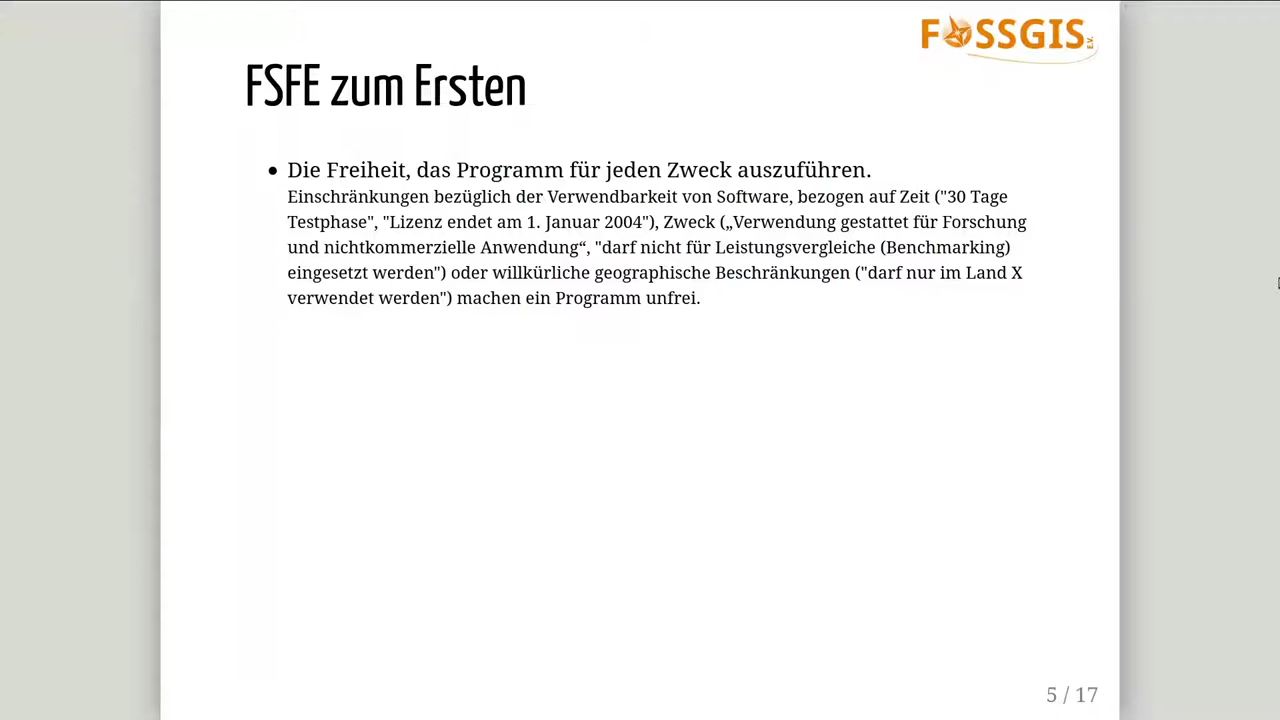 FOSSGIS e.V.
FSFE zum Ersten
• Die Freiheit, das Programm für jeden Zweck auszuführen.
Einschränkungen bezüglich der Verwendbarkeit von Software, bezogen auf Zeit ("30 Tage
Testphase", "Lizenz endet am 1. Januar 2004"), Zweck („Verwendung gestattet für Forschung
und nichtkommerzielle Anwendung“, "darf nicht für Leistungsvergleiche (Benchmarking)
eingesetzt werden") oder willkürliche geographische Beschränkungen ("darf nur im Land X
verwendet werden") machen ein Programm unfrei.
5 / 17